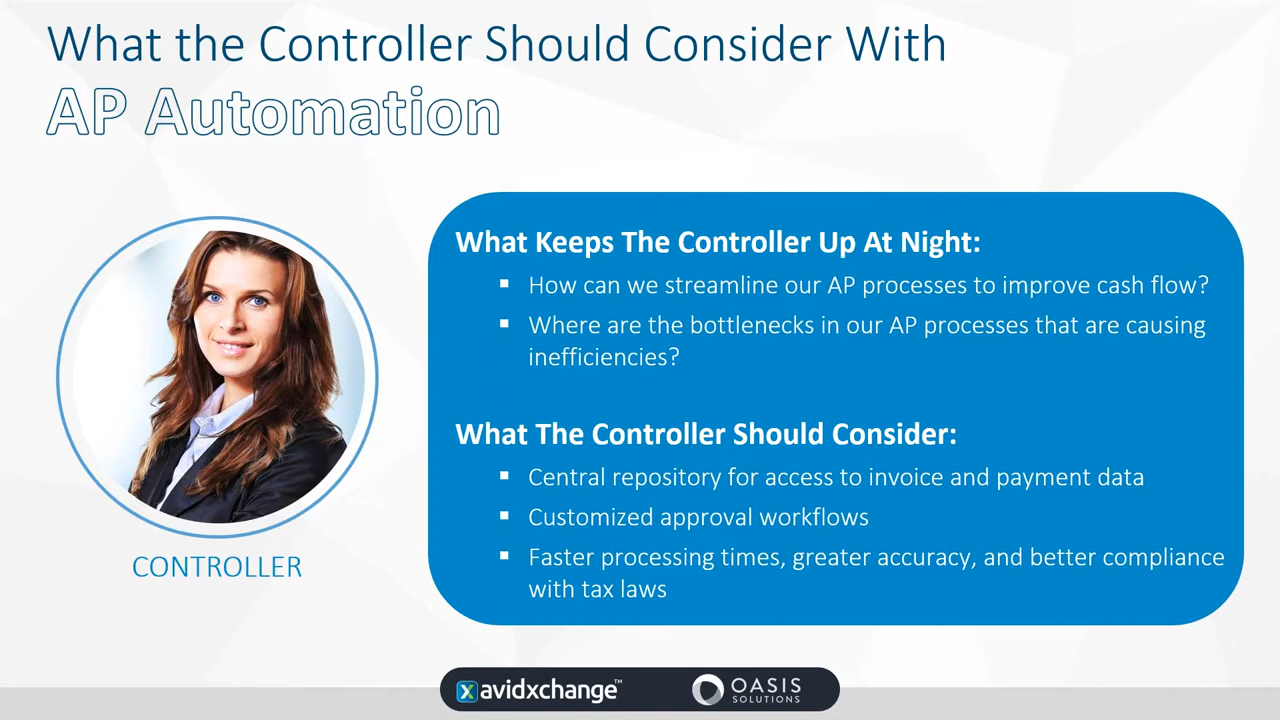 What the Controller Should Consider With
AP Automation
What Keeps The Controller Up At Night:
▪ How can we streamline our AP processes to improve cash flow?
▪ Where are the bottlenecks in our AP processes that are causing
inefficiencies?
What The Controller Should Consider:
▪ Central repository for access to invoice and payment data
▪ Customized approval workflows
▪ Faster processing times, greater accuracy, and better compliance
with tax laws
CONTROLLER
avidxchange™
OASIS
SOLUTIONS